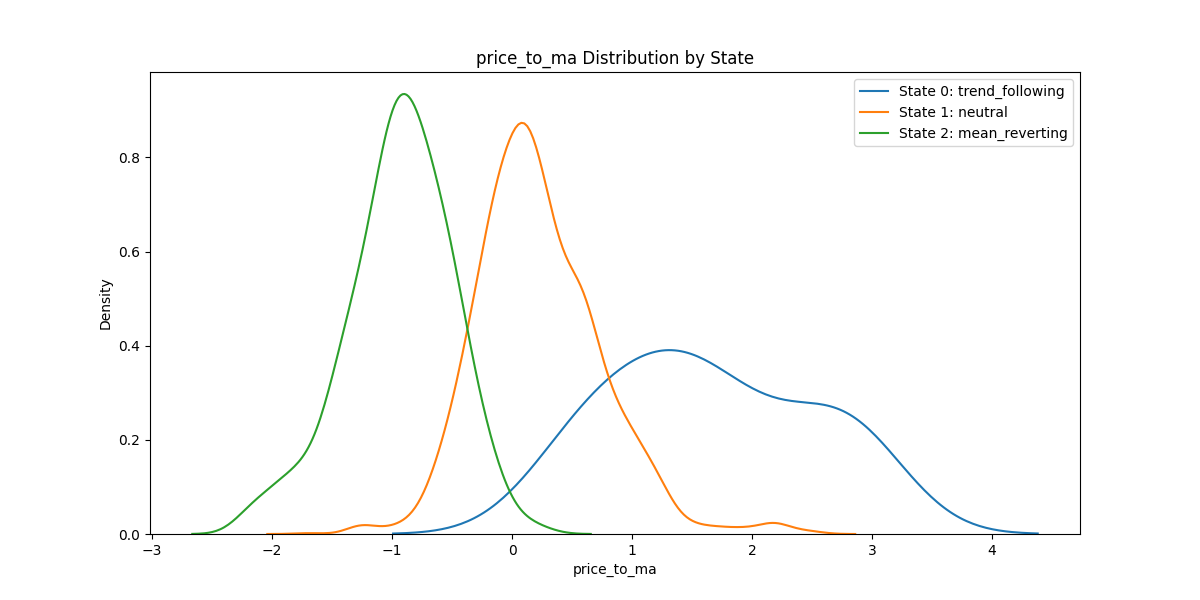 price_to_ma Distribution by State
State 0: trend_following
State 1: neutral
State 2: mean_reverting
Density
0.8
0.6
0.4
0.2
0.0
−3
−2
−1
0
1
2
3
4
price_to_ma